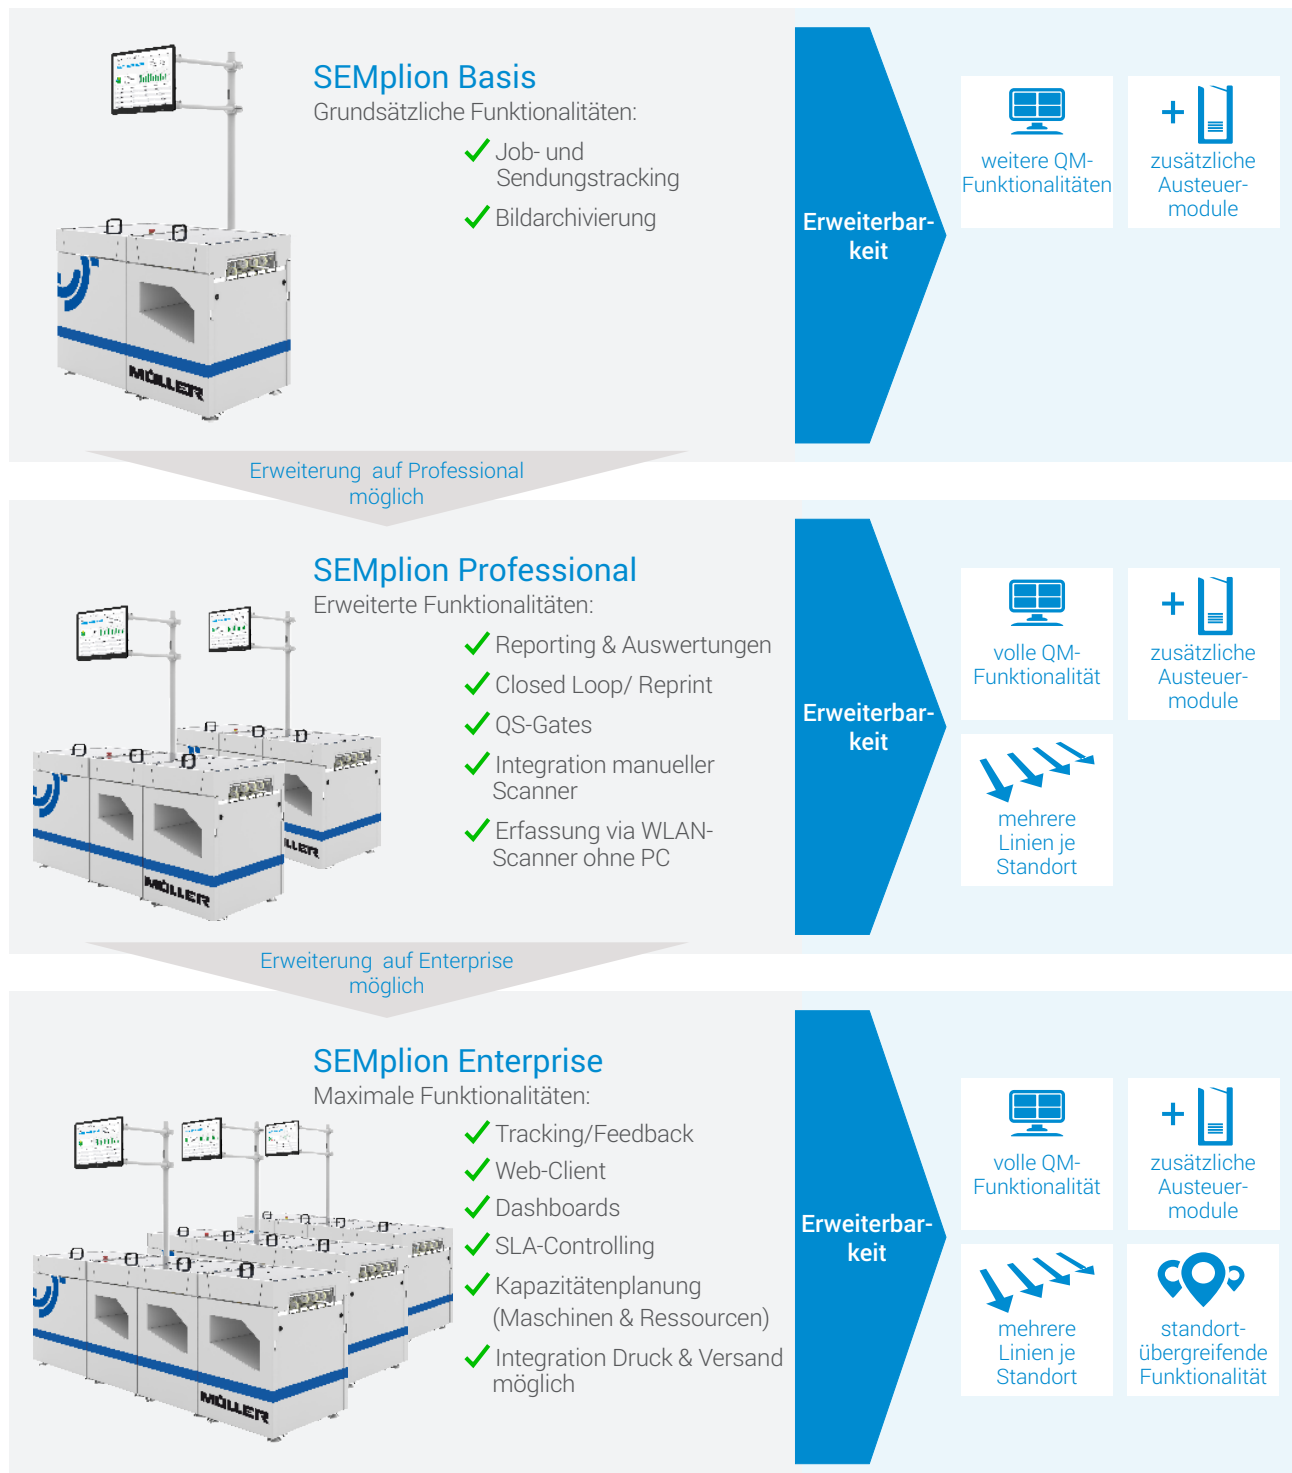 SEMplion Basis
Grundsätzliche Funktionalitäten:
Job- und
Sendungstracking
Bildarchivierung
MÜLLER
Erweiterbar-
keit
weitere QM-
Funktionalitäten
zusätzliche
Austeuer-
module
Erweiterung auf Professional
möglich
SEMplion Professional
Erweiterte Funktionalitäten:
Reporting & Auswertungen
Closed Loop/ Reprint
QS-Gates
Integration manueller
Scanner
Erfassung via WLAN-
Scanner ohne PC
LLER
MÜLLER
Erweiterbar-
keit
volle QM-
Funktionalität
zusätzliche
Austeuer-
module
mehrere
Linien je
Standort
Erweiterung auf Enterprise
möglich
SEMplion Enterprise
Maximale Funktionalitäten:
Tracking/Feedback
Web-Client
Dashboards
SLA-Controlling
Kapazitätenplanung
(Maschinen & Ressourcen)
Integration Druck & Versand
möglich
MÜLLER
Erweiterbar-
keit
volle QM-
Funktionalität
zusätzliche
Austeuer-
module
mehrere
Linien je
Standort
standort-
übergreifende
Funktionalität